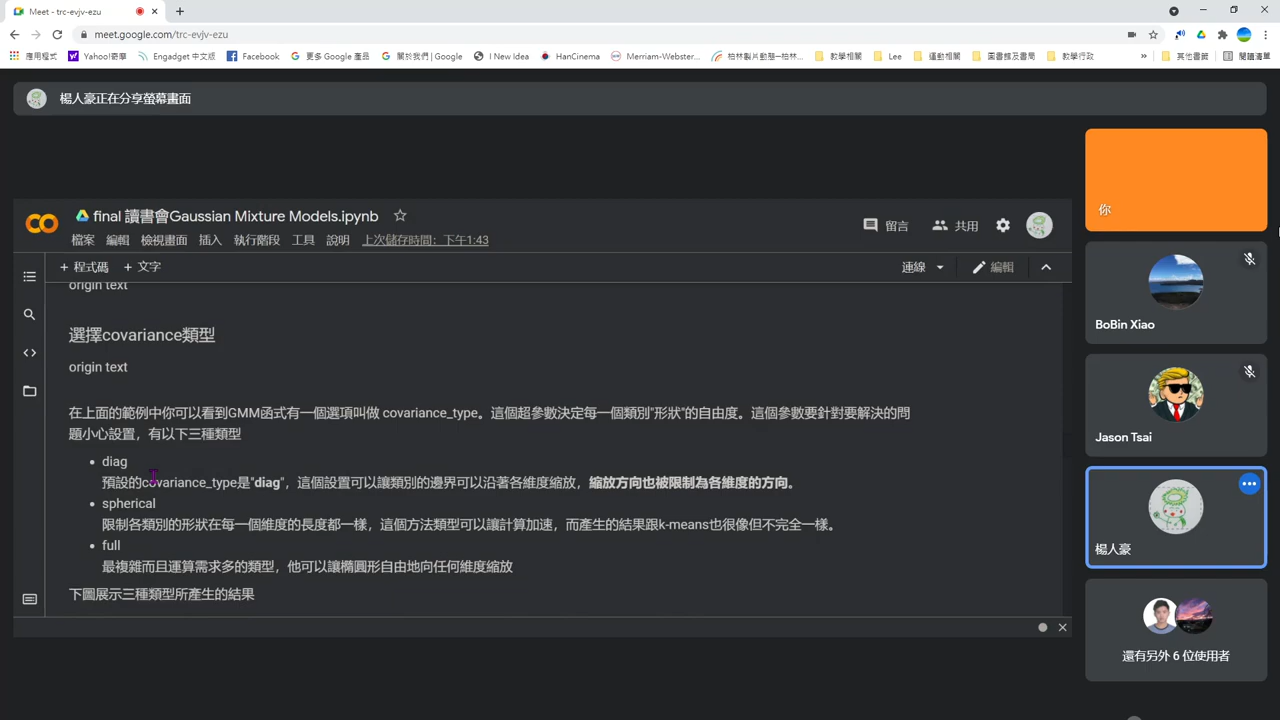 Meet - trc-evjv-ezu
meet.google.com/trc-evjv-ezu
應用程式 Yahoo!奇摩 Engadget 中文版 Facebook 更多 Google 產品 關於我們 | Google I New Idea HanCinema Merriam-Webster... 柏林製片動態—柏林... 教學相關 Lee 運動相關 圖書館及書局 教學行政 » 其他書籤 閱讀清單
楊人豪正在分享螢幕畫面
final 讀書會Gaussian Mixture Models.ipynb
留言 共用
檔案 編輯 檢視畫面 插入 執行階段 工具 說明 上次儲存時間：下午1:43
+ 程式碼 + 文字 連線 編輯
origin text
選擇covariance類型
origin text
在上面的範例中你可以看到GMM函式有一個選項叫做 covariance_type。這個超參數決定每一個類別"形狀"的自由度。這個參數要針對要解決的問
題小心設置，有以下三種類型
• diag
預設的covariance_type是"diag"，這個設置可以讓類別的邊界可以沿著各維度縮放，縮放方向也被限制為各維度的方向。
• spherical
限制各類別的形狀在每一個維度的長度都一樣，這個方法類型可以讓計算加速，而產生的結果跟k-means也很像但不完全一樣。
• full
最複雜而且運算需求多的類型，他可以讓橢圓形自由地向任何維度縮放
下圖展示三種類型所產生的結果
你
BoBin Xiao
Jason Tsai
楊人豪
還有另外 6 位使用者